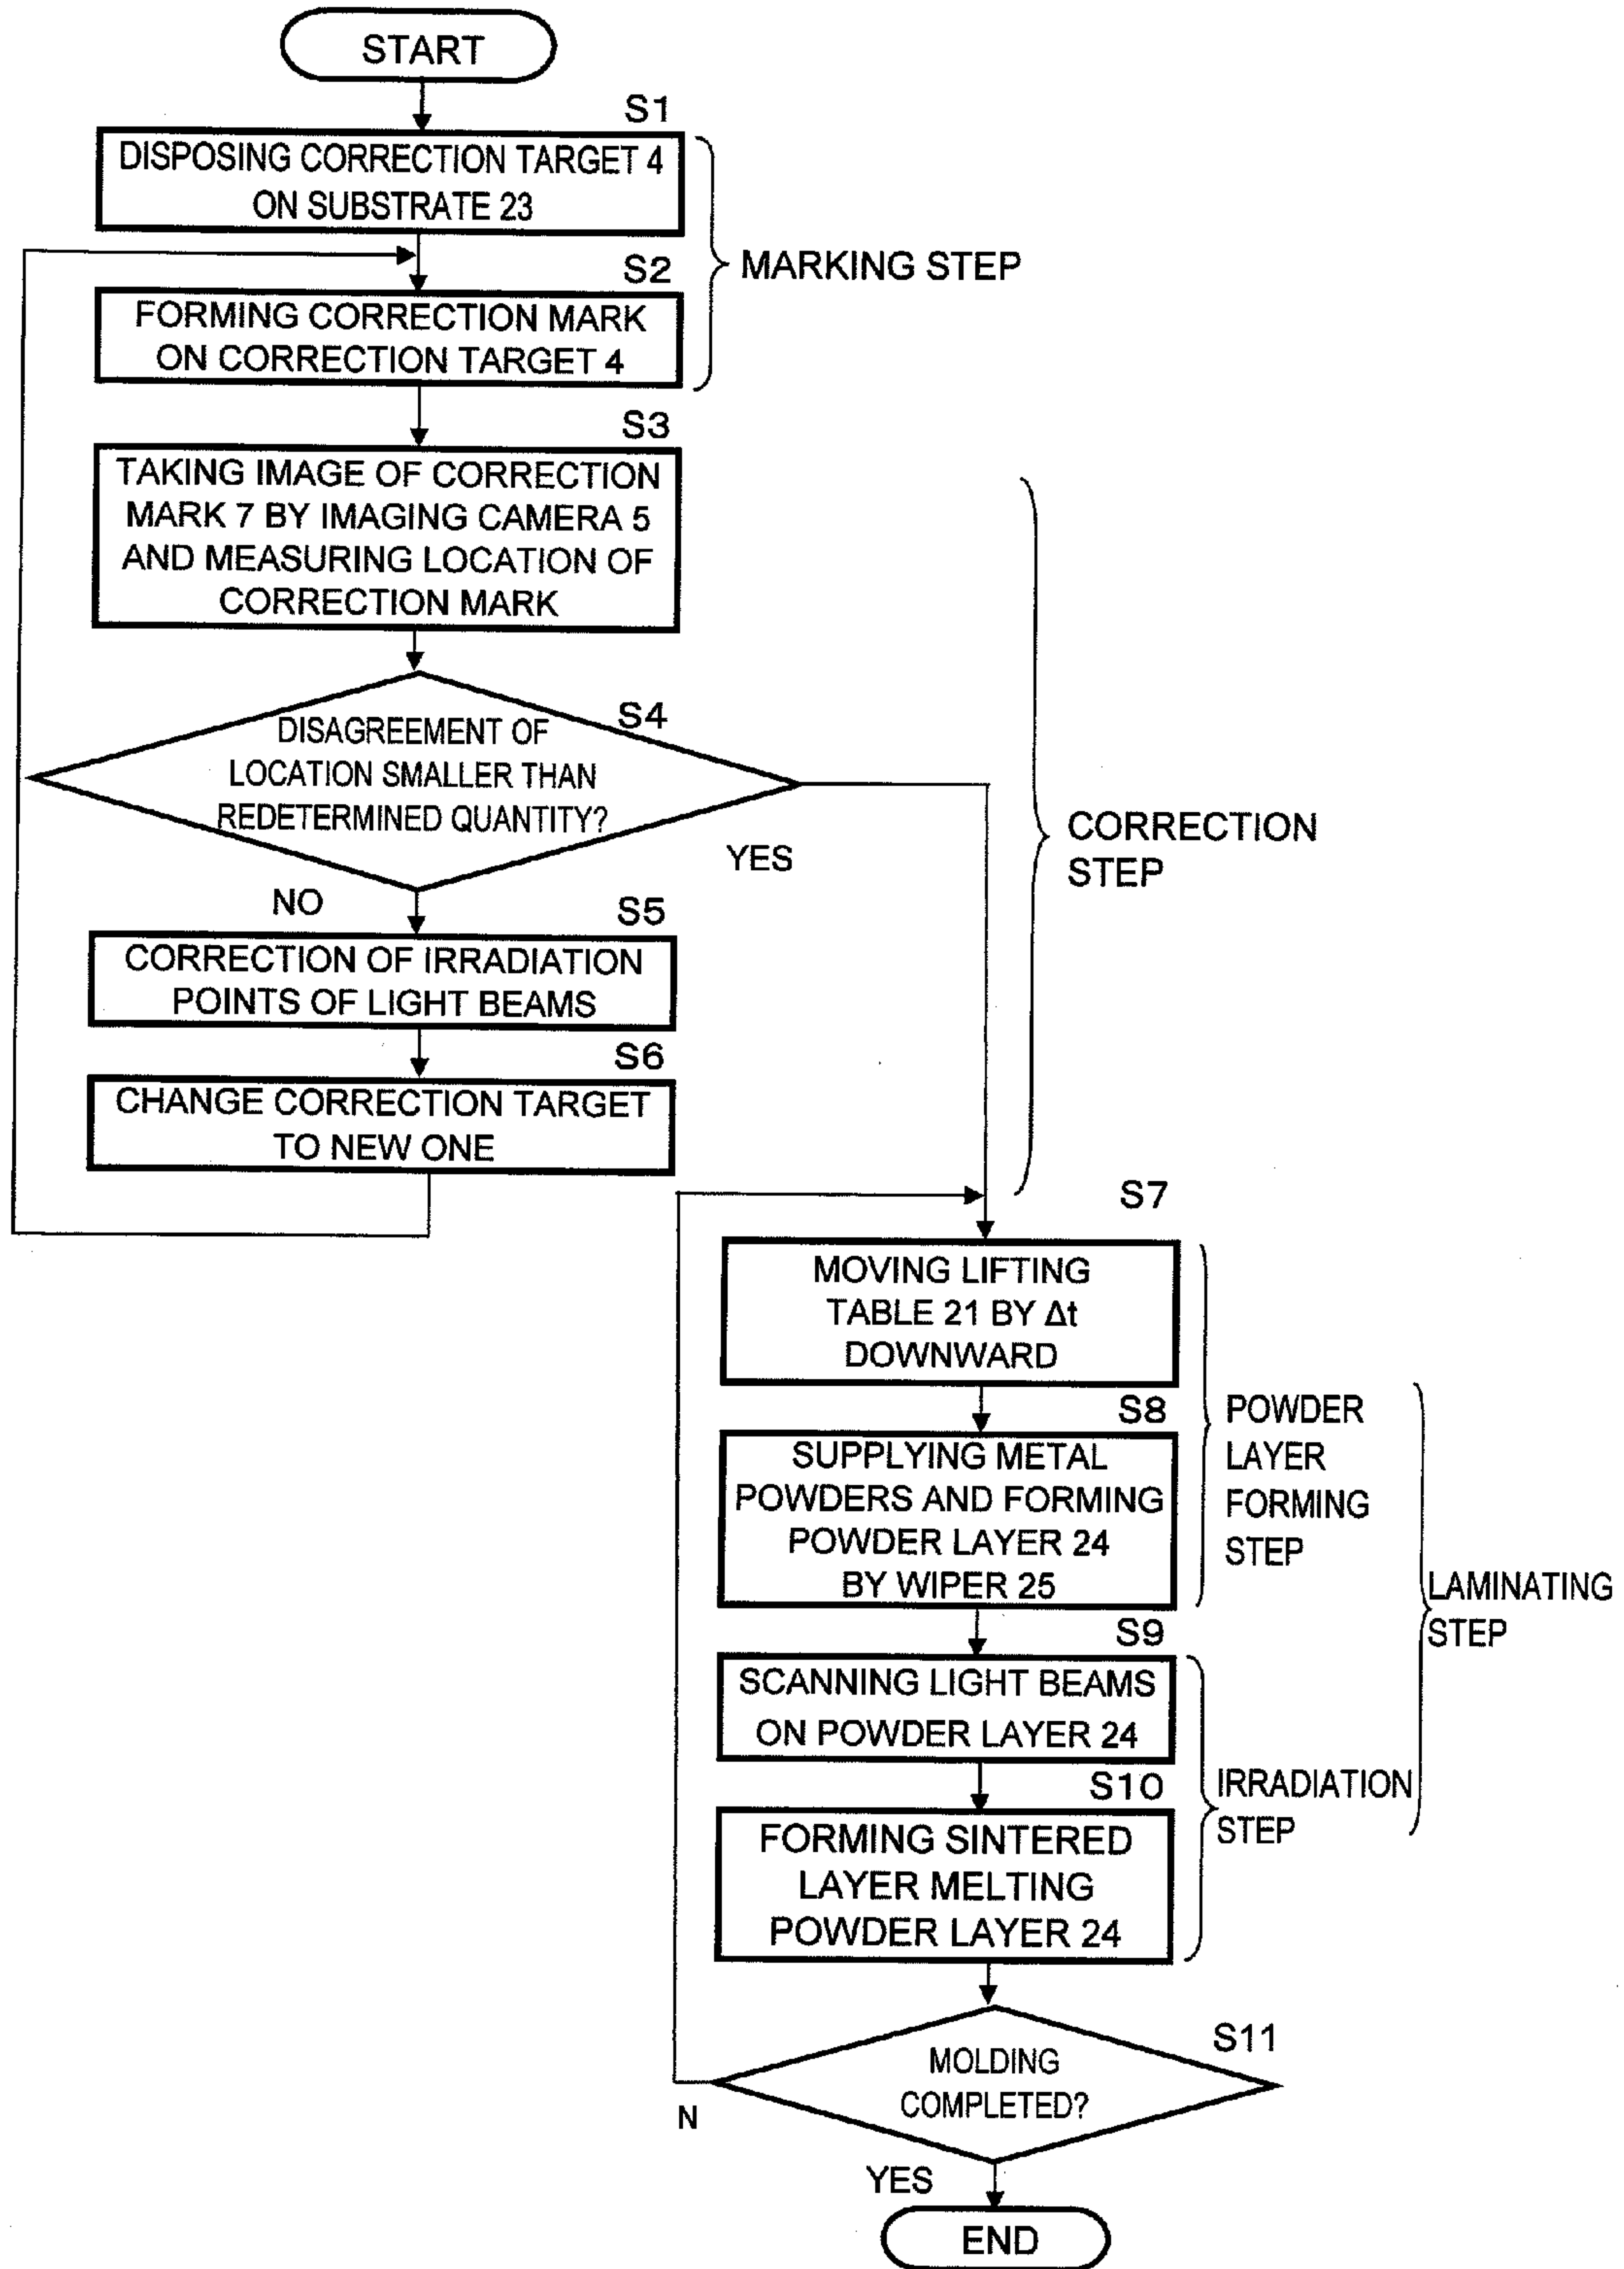 START
S1
DISPOSING CORRECTION TARGET 4
ON SUBSTRATE 23
MARKING STEP
S2
FORMING CORRECTION MARK
ON CORRECTION TARGET 4
S3
TAKING IMAGE OF CORRECTION
MARK 7 BY IMAGING CAMERA 5
AND MEASURING LOCATION OF
CORRECTION MARK
S4
DISAGREEMENT OF
LOCATION SMALLER THAN
REDETERMINED QUANTITY?
YES
NO
CORRECTION
STEP
S5
CORRECTION OF IRRADIATION
POINTS OF LIGHT BEAMS
S6
CHANGE CORRECTION TARGET
TO NEW ONE
S7
MOVING LIFTING
TABLE 21 BY Δt
DOWNWARD
S8
SUPPLYING METAL
POWDERS AND FORMING
POWDER LAYER 24
BY WIPER 25
POWDER
LAYER
FORMING
STEP
LAMINATING
STEP
S9
SCANNING LIGHT BEAMS
ON POWDER LAYER 24
S10
FORMING SINTERED
LAYER MELTING
POWDER LAYER 24
IRRADIATION
STEP
S11
MOLDING
COMPLETED?
N
YES
END